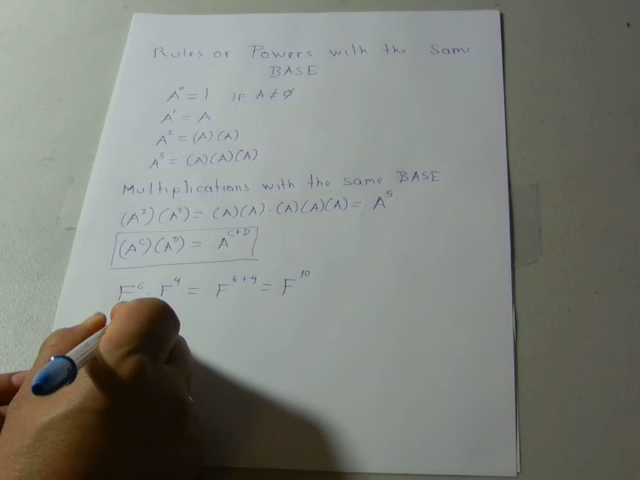 Rules of Powers with the same
BASE
A⁰ = 1 IF A ≠ 0
A¹ = A
A² = (A)(A)
A³ = (A)(A)(A)
Multiplications with the same BASE
(A²)(A³) = (A)(A)·(A)(A)(A) = A⁵
(A^C)(A^D) = A^(C+D)
F⁶ · F⁴ = F⁶⁺⁴ = F¹⁰